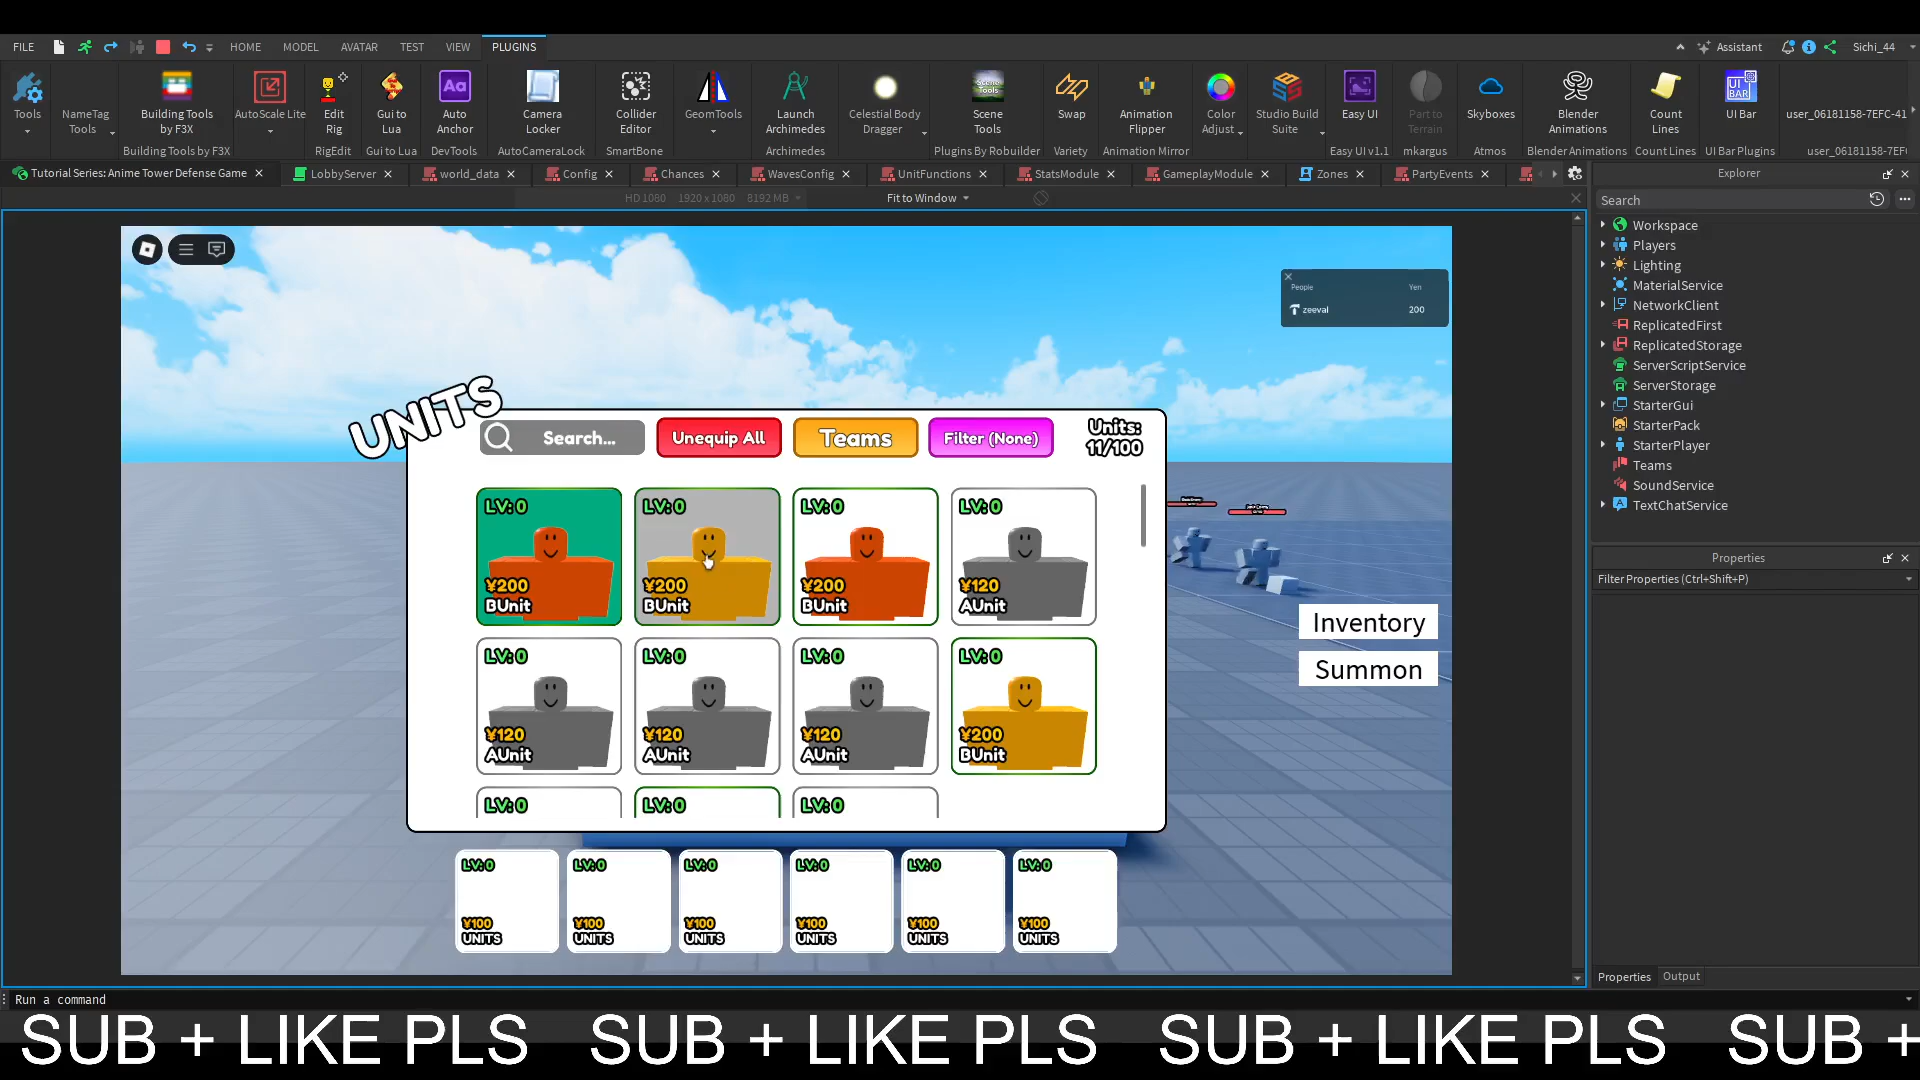 FILE HOME MODEL AVATAR TEST VIEW PLUGINS Assistant Sichi_44
Tools
NameTag Tools
Building Tools by F3X
AutoScale Lite
Edit Rig
Gui to Lua
Auto Anchor
Camera Locker
Collider Editor
GeomTools
Launch Archimedes
Celestial Body Dragger
Scene Tools
Swap
Animation Flipper
Color Adjust
Studio Build Suite
Easy UI
Part to Terrain
Skyboxes
Blender Animations
Count Lines
UI Bar
user_06181158-7EFC-41
Building Tools by F3X RigEdit Gui to Lua DevTools AutoCameraLock SmartBone Archimedes Plugins By Robuilder Variety Animation Mirror Easy UI v1.1 mkargus Atmos Blender Animations Count Lines UI Bar Plugins user_06181158-7EF
Tutorial Series: Anime Tower Defense Game LobbyServer world_data Config Chances WavesConfig UnitFunctions StatsModule GameplayModule Zones PartyEvents
HD 1080 1920 x 1080 8192 MB Fit to Window
People Yen
zeeval 200
UNITS
Search... Unequip All Teams Filter (None) Units: 11/100
LV: 0 LV: 0 LV: 0 LV: 0
¥200 ¥200 ¥200 ¥120
BUnit BUnit BUnit AUnit
LV: 0 LV: 0 LV: 0 LV: 0
¥120 ¥120 ¥120 ¥200
AUnit AUnit AUnit BUnit
LV: 0 LV: 0 LV: 0
Inventory
Summon
LV: 0 LV: 0 LV: 0 LV: 0 LV: 0 LV: 0
¥100 ¥100 ¥100 ¥100 ¥100 ¥100
UNITS UNITS UNITS UNITS UNITS UNITS
Explorer
Search
Workspace
Players
Lighting
MaterialService
NetworkClient
ReplicatedFirst
ReplicatedStorage
ServerScriptService
ServerStorage
StarterGui
StarterPack
StarterPlayer
Teams
SoundService
TextChatService
Properties
Filter Properties (Ctrl+Shift+P)
Properties Output
Run a command
SUB + LIKE PLS SUB + LIKE PLS SUB + LIKE PLS SUB +